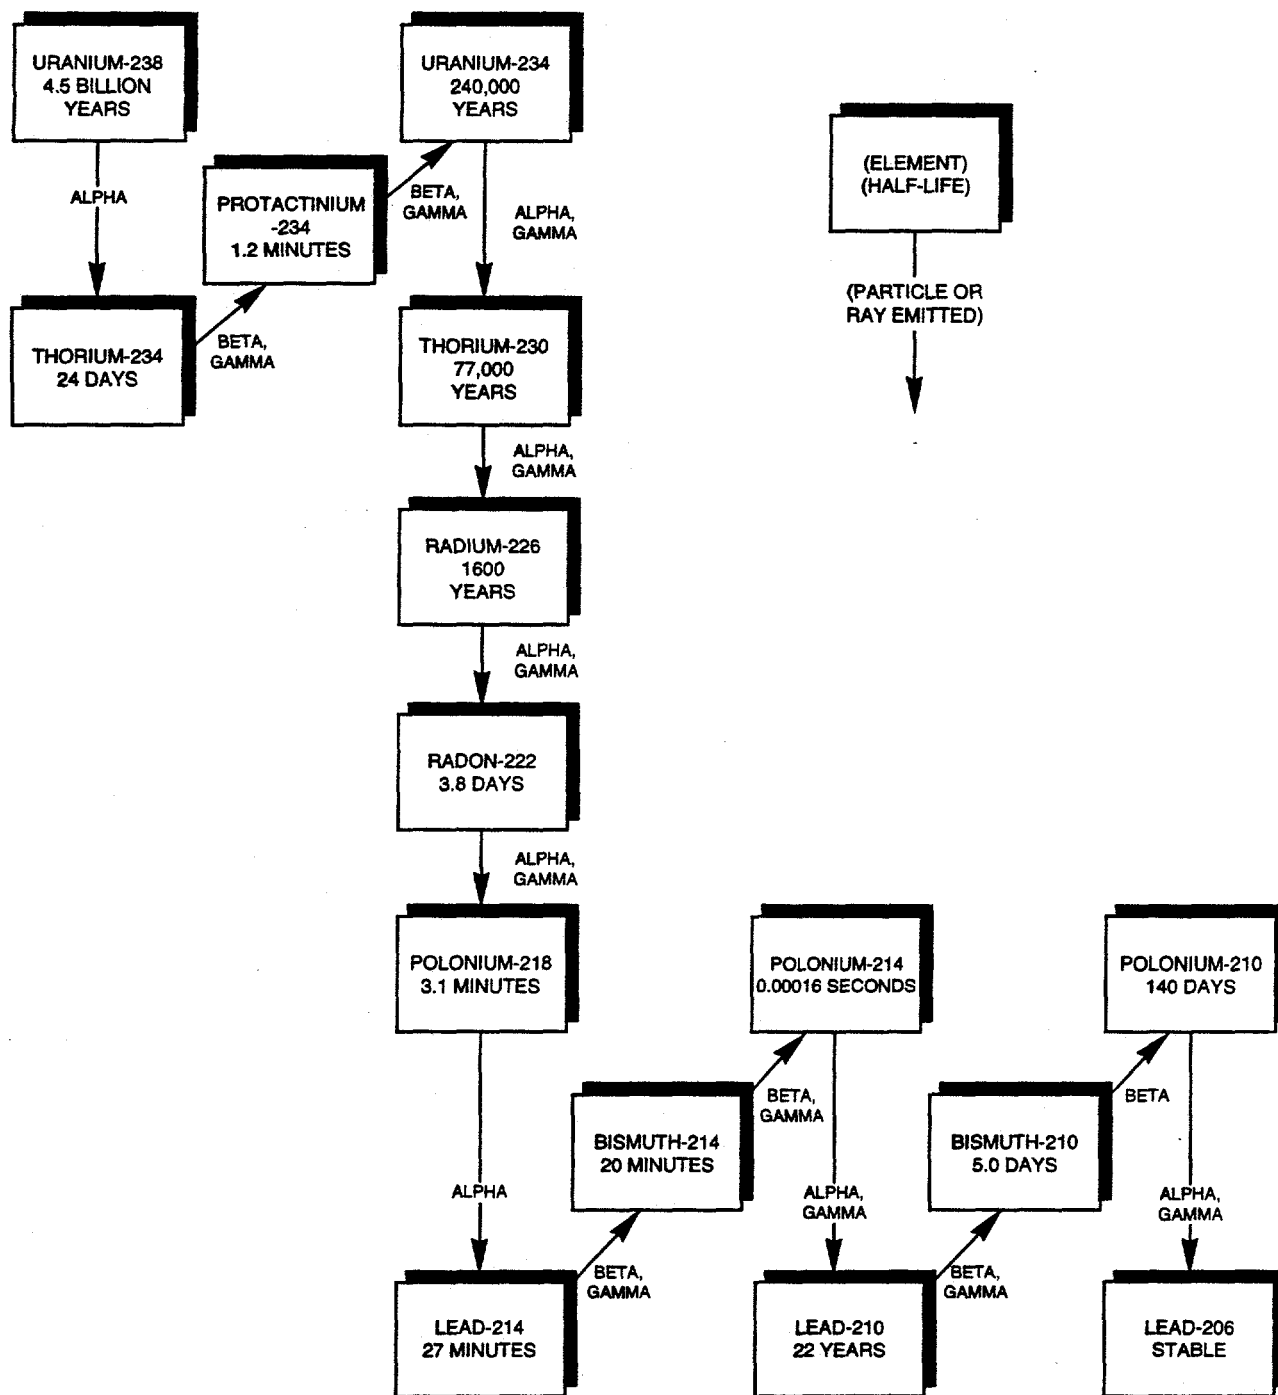 URANIUM-238
4.5 BILLION
YEARS
ALPHA
THORIUM-234
24 DAYS
BETA,
GAMMA
PROTACTINIUM
-234
1.2 MINUTES
BETA,
GAMMA
URANIUM-234
240,000
YEARS
ALPHA,
GAMMA
THORIUM-230
77,000
YEARS
ALPHA,
GAMMA
RADIUM-226
1600
YEARS
ALPHA,
GAMMA
RADON-222
3.8 DAYS
ALPHA,
GAMMA
POLONIUM-218
3.1 MINUTES
ALPHA
LEAD-214
27 MINUTES
BETA,
GAMMA
BISMUTH-214
20 MINUTES
BETA,
GAMMA
POLONIUM-214
0.00016 SECONDS
ALPHA,
GAMMA
LEAD-210
22 YEARS
BETA,
GAMMA
BISMUTH-210
5.0 DAYS
BETA
POLONIUM-210
140 DAYS
ALPHA,
GAMMA
LEAD-206
STABLE
(ELEMENT)
(HALF-LIFE)
(PARTICLE OR
RAY EMITTED)